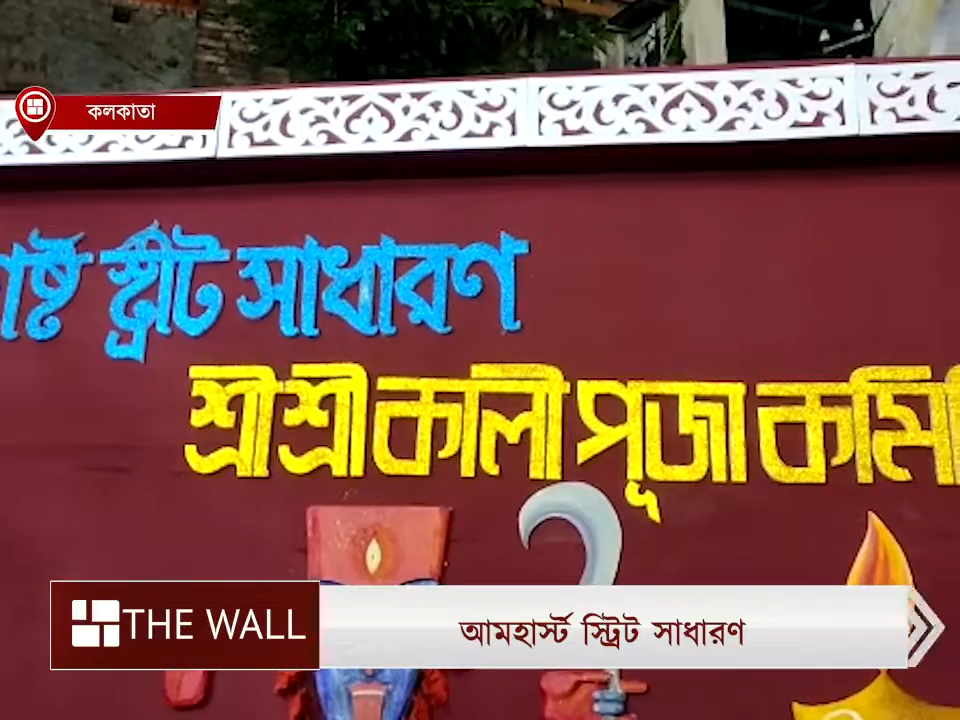 কলকাতা
ষ্ট্রীট সাধারণ
শ্রীশ্রী কালী পূজা কমি
THE WALL
আমহার্স্ট স্ট্রিট সাধারণ